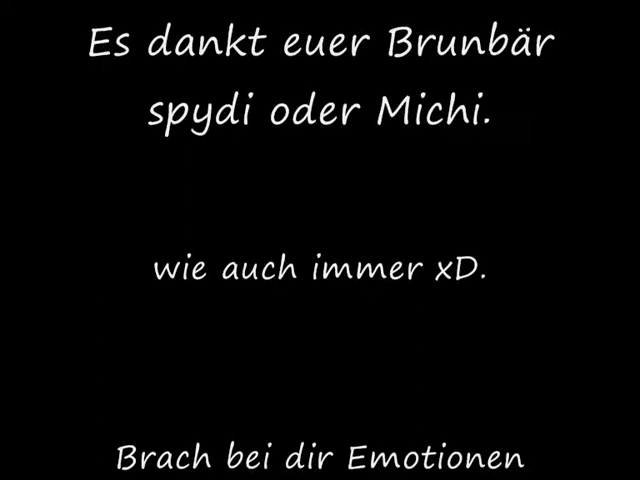 Es dankt euer Brunbär
spydi oder Michi.
wie auch immer xD.
Brach bei dir Emotionen